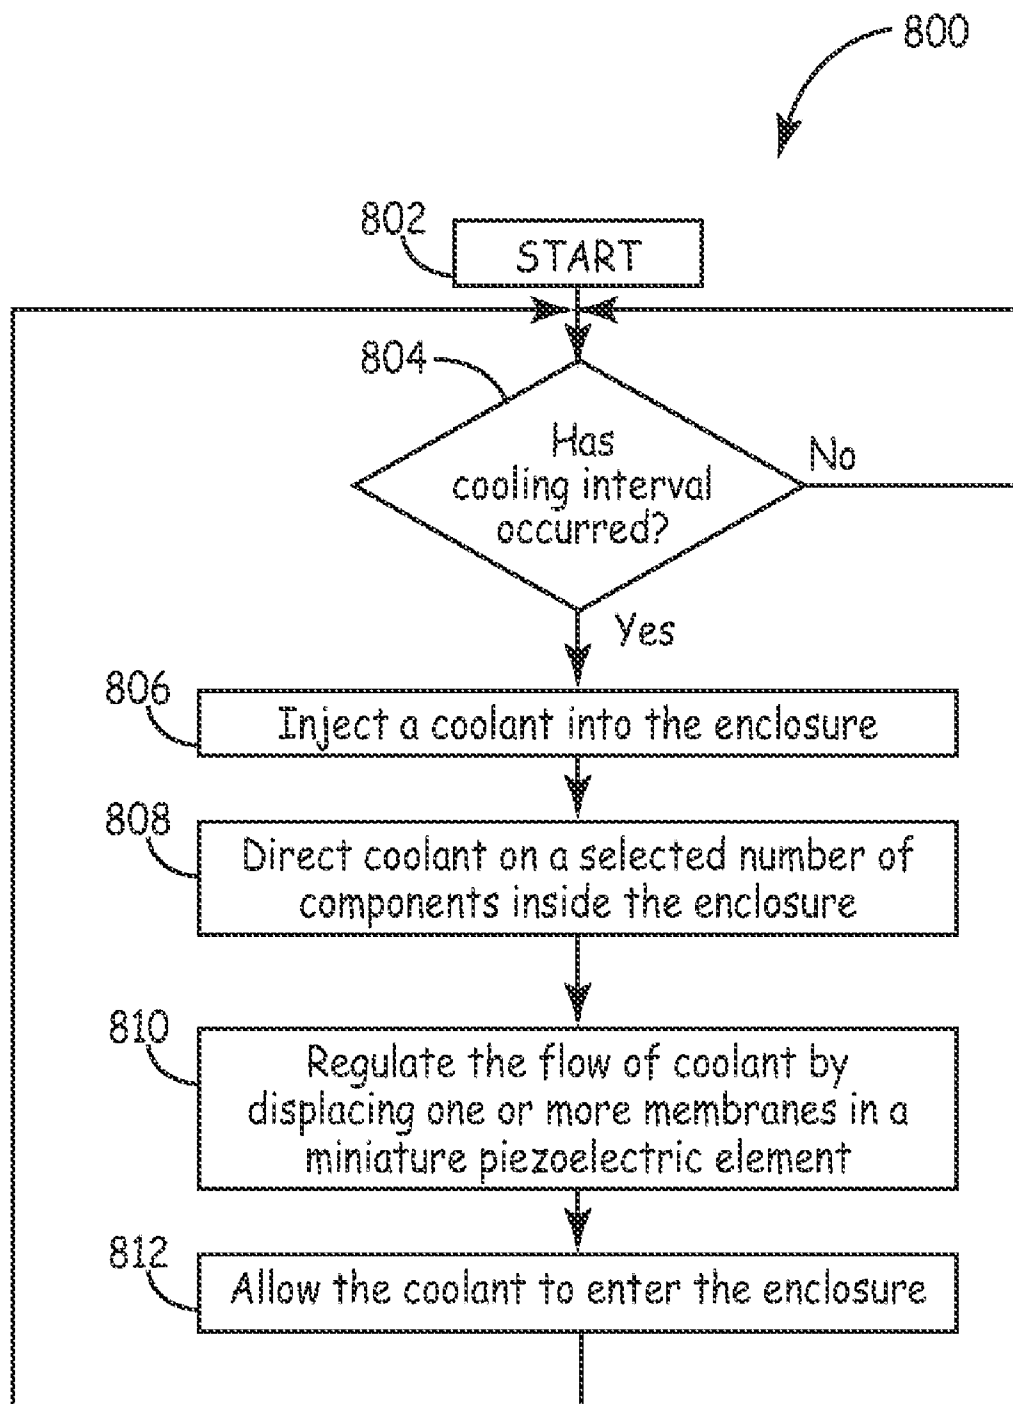 800
802
START
804
Has
cooling interval
occurred?
No
Yes
806
Inject a coolant into the enclosure
808
Direct coolant on a selected number of
components inside the enclosure
810
Regulate the flow of coolant by
displacing one or more membranes in a
miniature piezoelectric element
812
Allow the coolant to enter the enclosure